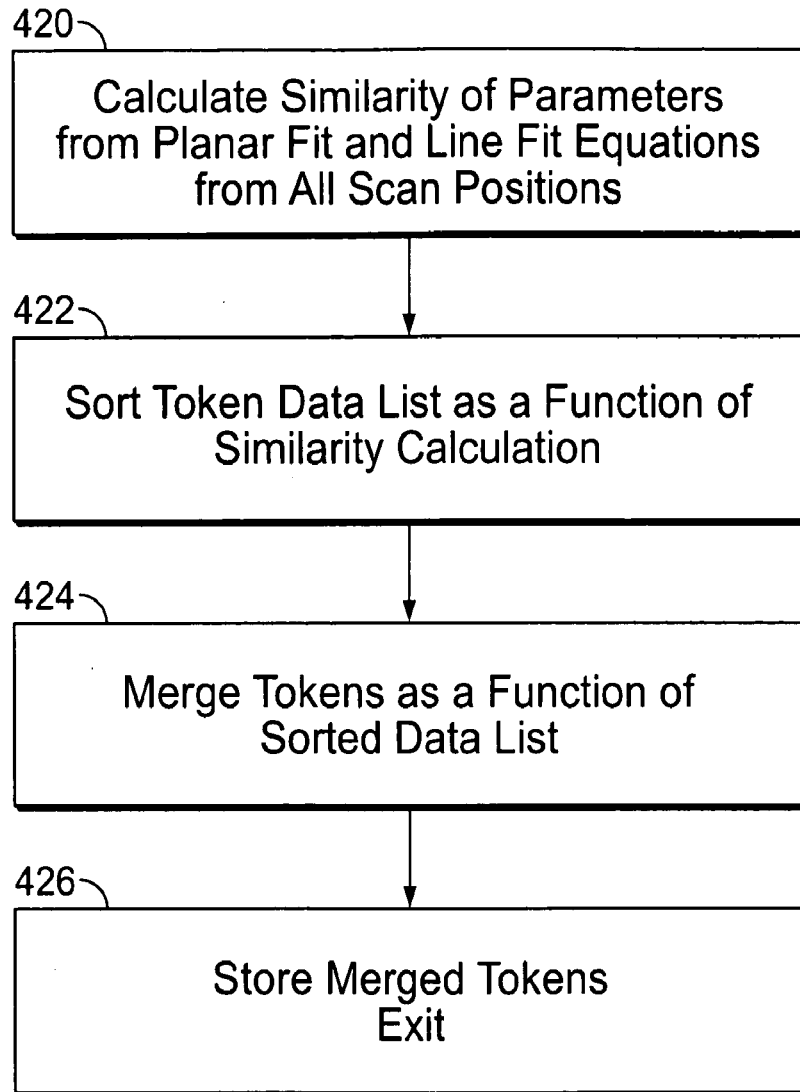 420
Calculate Similarity of Parameters
from Planar Fit and Line Fit Equations
from All Scan Positions
422
Sort Token Data List as a Function of
Similarity Calculation
424
Merge Tokens as a Function of
Sorted Data List
426
Store Merged Tokens
Exit